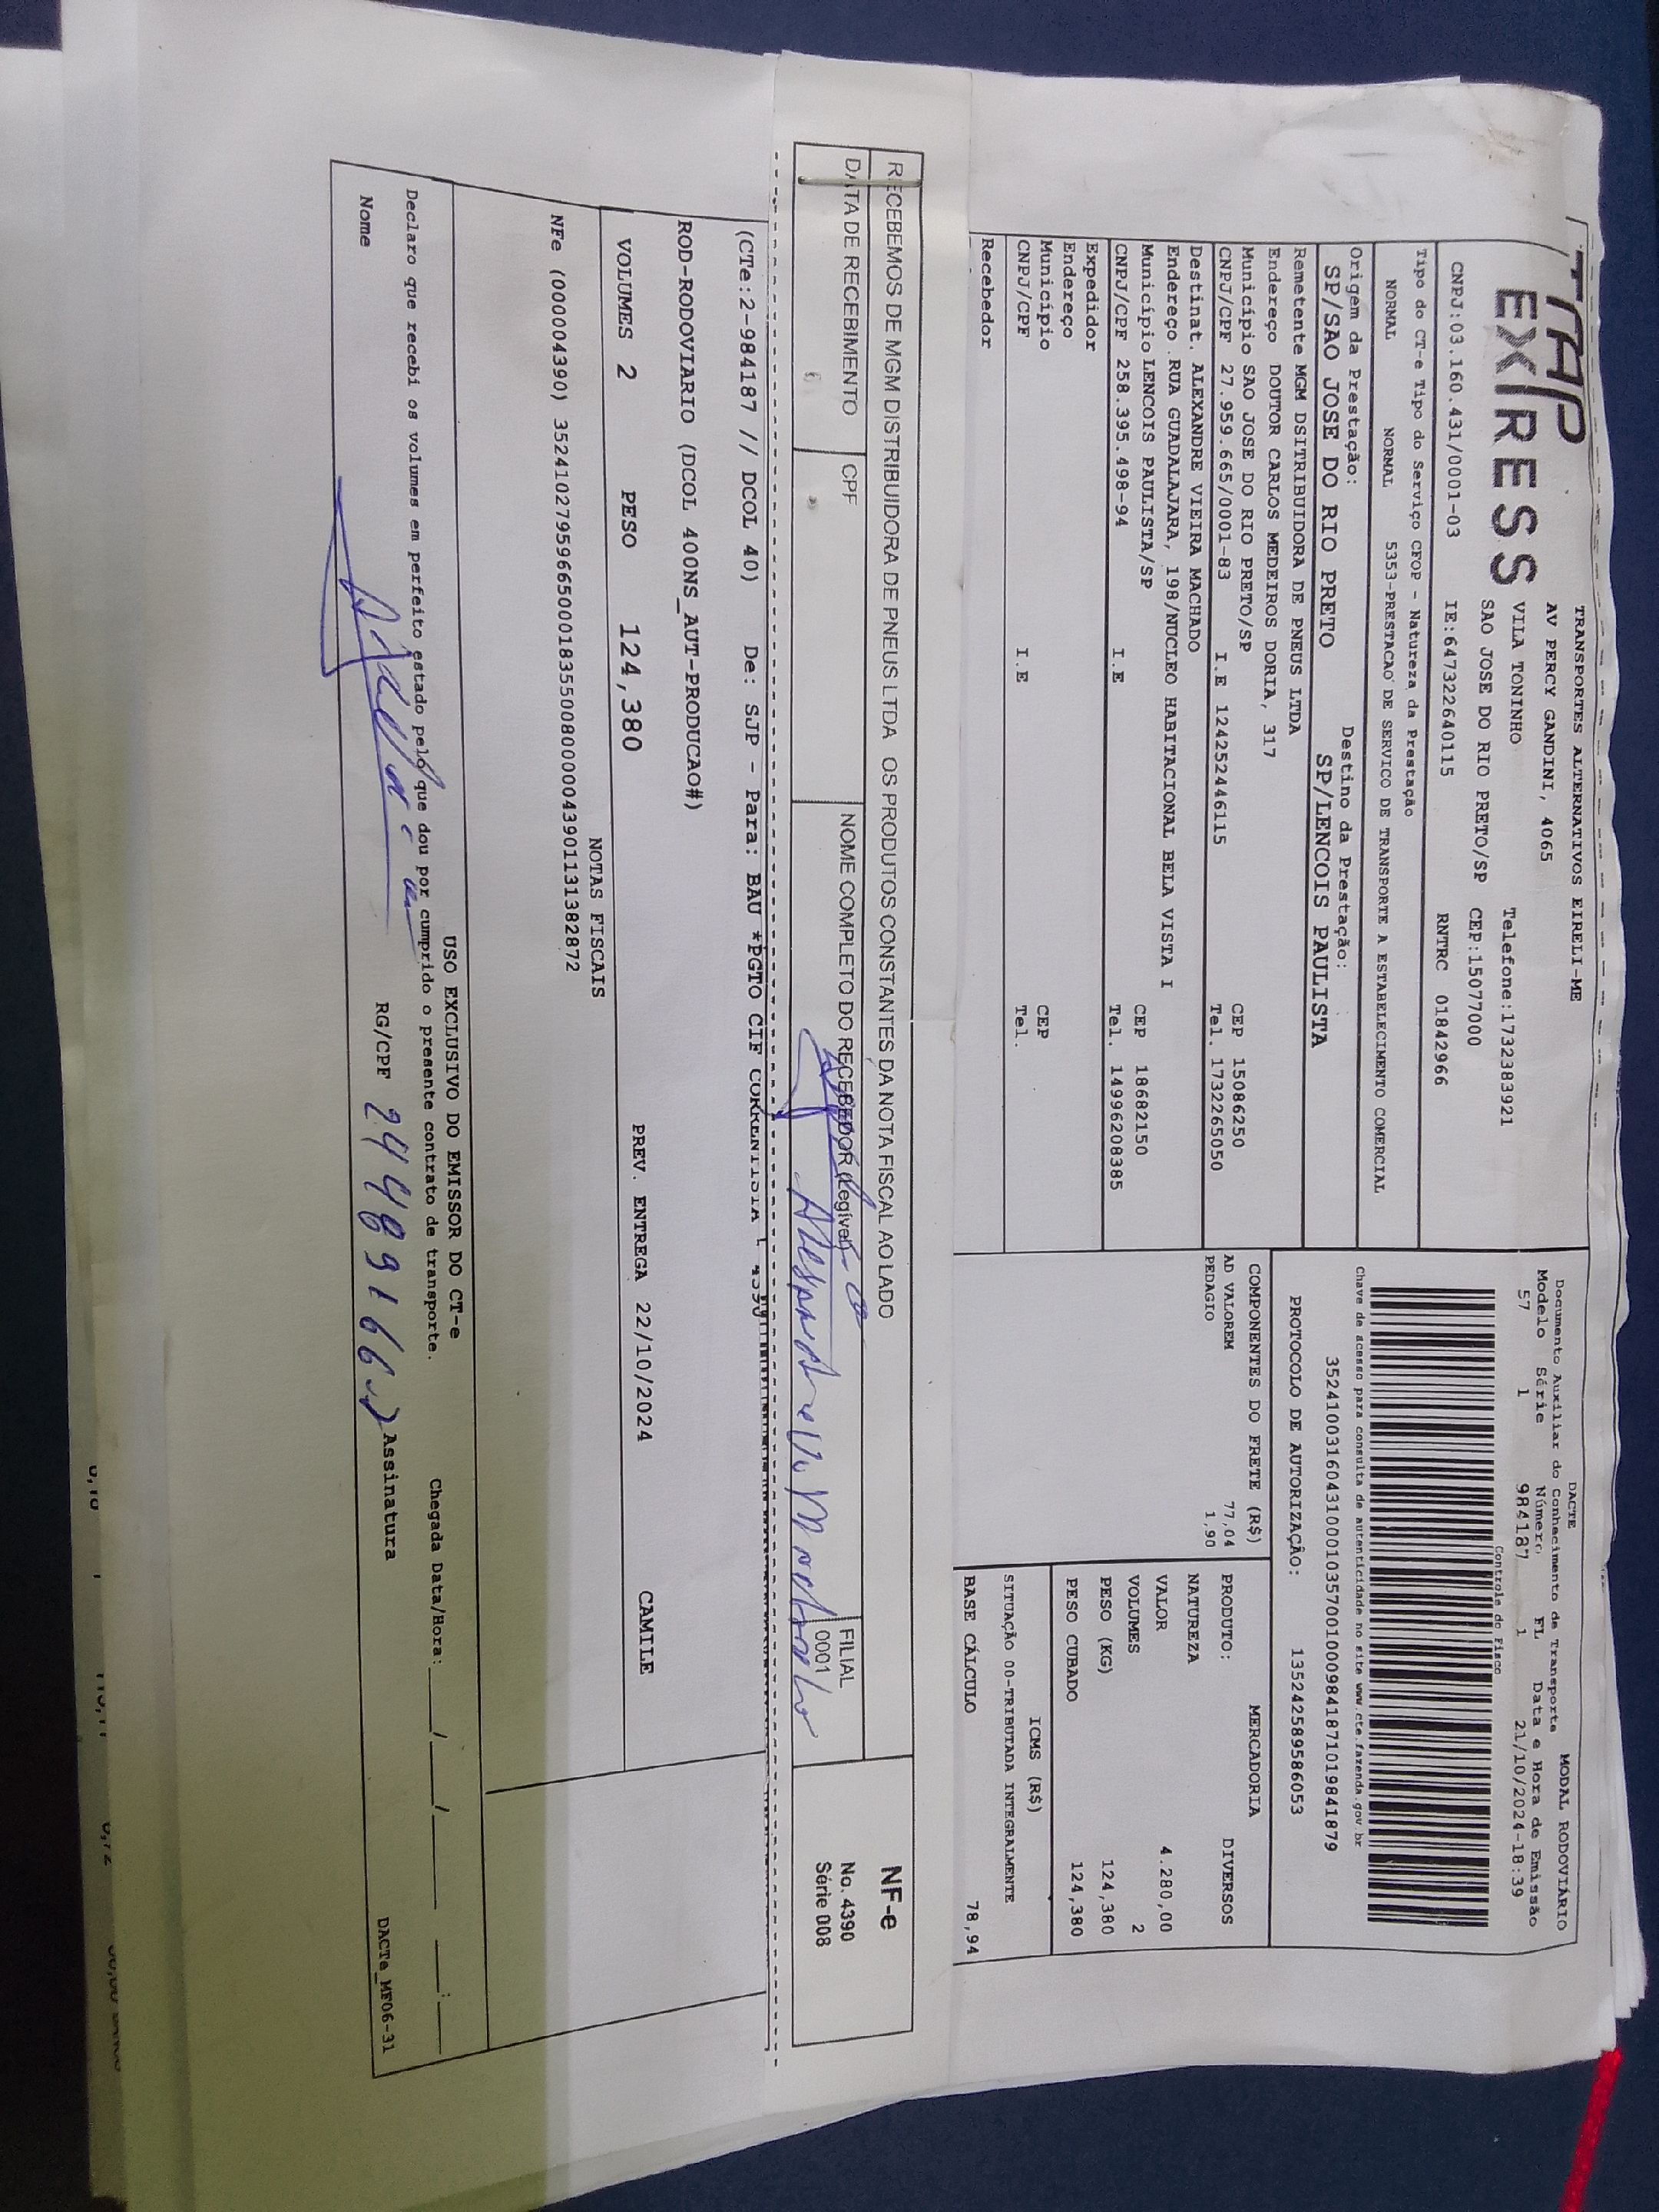 TRAP
EXPRESS
TRANSPORTES ALTERNATIVOS EIRELI-ME
AV PERCY GANDINI, 4065
VILA TONINHO Telefone:1732383921
SAO JOSE DO RIO PRETO/SP CEP:15077000
CNPJ:03.160.431/0001-03 IE:647322640115 RNTRC 01842966
DACTE
Documento Auxiliar do Conhecimento de Transporte MODAL RODOVIÁRIO
Modelo Série Número FL Data e Hora de Emissão
57 1 984187 1 21/10/2024-18:39
Controle do Fisco
Tipo do CT-e Tipo do Serviço CFOP - Natureza da Prestação
NORMAL NORMAL 5353-PRESTACAO DE SERVICO DE TRANSPORTE A ESTABELECIMENTO COMERCIAL
Chave de acesso para consulta de autenticidade no site www.cte.fazenda.gov.br
35241003160431000103570010009841871019841879
Origem da Prestação: Destino da Prestação:
SP/SAO JOSE DO RIO PRETO SP/LENCOIS PAULISTA
PROTOCOLO DE AUTORIZAÇÃO: 135242589586053
Remetente MGM DSITRIBUIDORA DE PNEUS LTDA
Endereço DOUTOR CARLOS MEDEIROS DORIA, 317
Município SAO JOSE DO RIO PRETO/SP CEP 15086250
CNPJ/CPF 27.959.665/0001-83 I.E 124252446115 Tel. 1732265050
Destinat. ALEXANDRE VIEIRA MACHADO
Endereço RUA GUADALAJARA, 198/NUCLEO HABITACIONAL BELA VISTA I
Município LENCOIS PAULISTA/SP CEP 18682150
CNPJ/CPF 258.395.498-94 I.E Tel. 14996208385
Expedidor
Endereço
Município CEP
CNPJ/CPF I.E Tel.
Recebedor
COMPONENTES DO FRETE (R$)
AD VALOREM 77,04
PEDAGIO 1,90
MERCADORIA
PRODUTO: DIVERSOS
NATUREZA
VALOR 4.280,00
VOLUMES 2
PESO (KG) 124,380
PESO CUBADO 124,380
ICMS (R$)
SITUAÇÃO 00-TRIBUTADA INTEGRALMENTE
BASE CÁLCULO 78,94
RECEBEMOS DE MGM DISTRIBUIDORA DE PNEUS LTDA OS PRODUTOS CONSTANTES DA NOTA FISCAL AO LADO
DATA DE RECEBIMENTO CPF NOME COMPLETO DO RECEBEDOR (Legível) FILIAL
0001
NF-e
No. 4390
Série 008
(CTe:2-984187 // DCOL 40) De: SJP - Para: BAU *PGTO CIF CORRENTISTA
ROD-RODOVIARIO (DCOL 400NS_AUT-PRODUCAO#)
VOLUMES 2 PESO 124,380 PREV. ENTREGA 22/10/2024 CAMILE
NOTAS FISCAIS
NFe (000004390) 35241027959665000183550080000043901131382872
USO EXCLUSIVO DO EMISSOR DO CT-e
Declaro que recebi os volumes em perfeito estado pelo que dou por cumprido o presente contrato de transporte. Chegada Data/Hora:____/____/____ ___:___
Nome RG/CPF Assinatura
DACTe_MF06-31